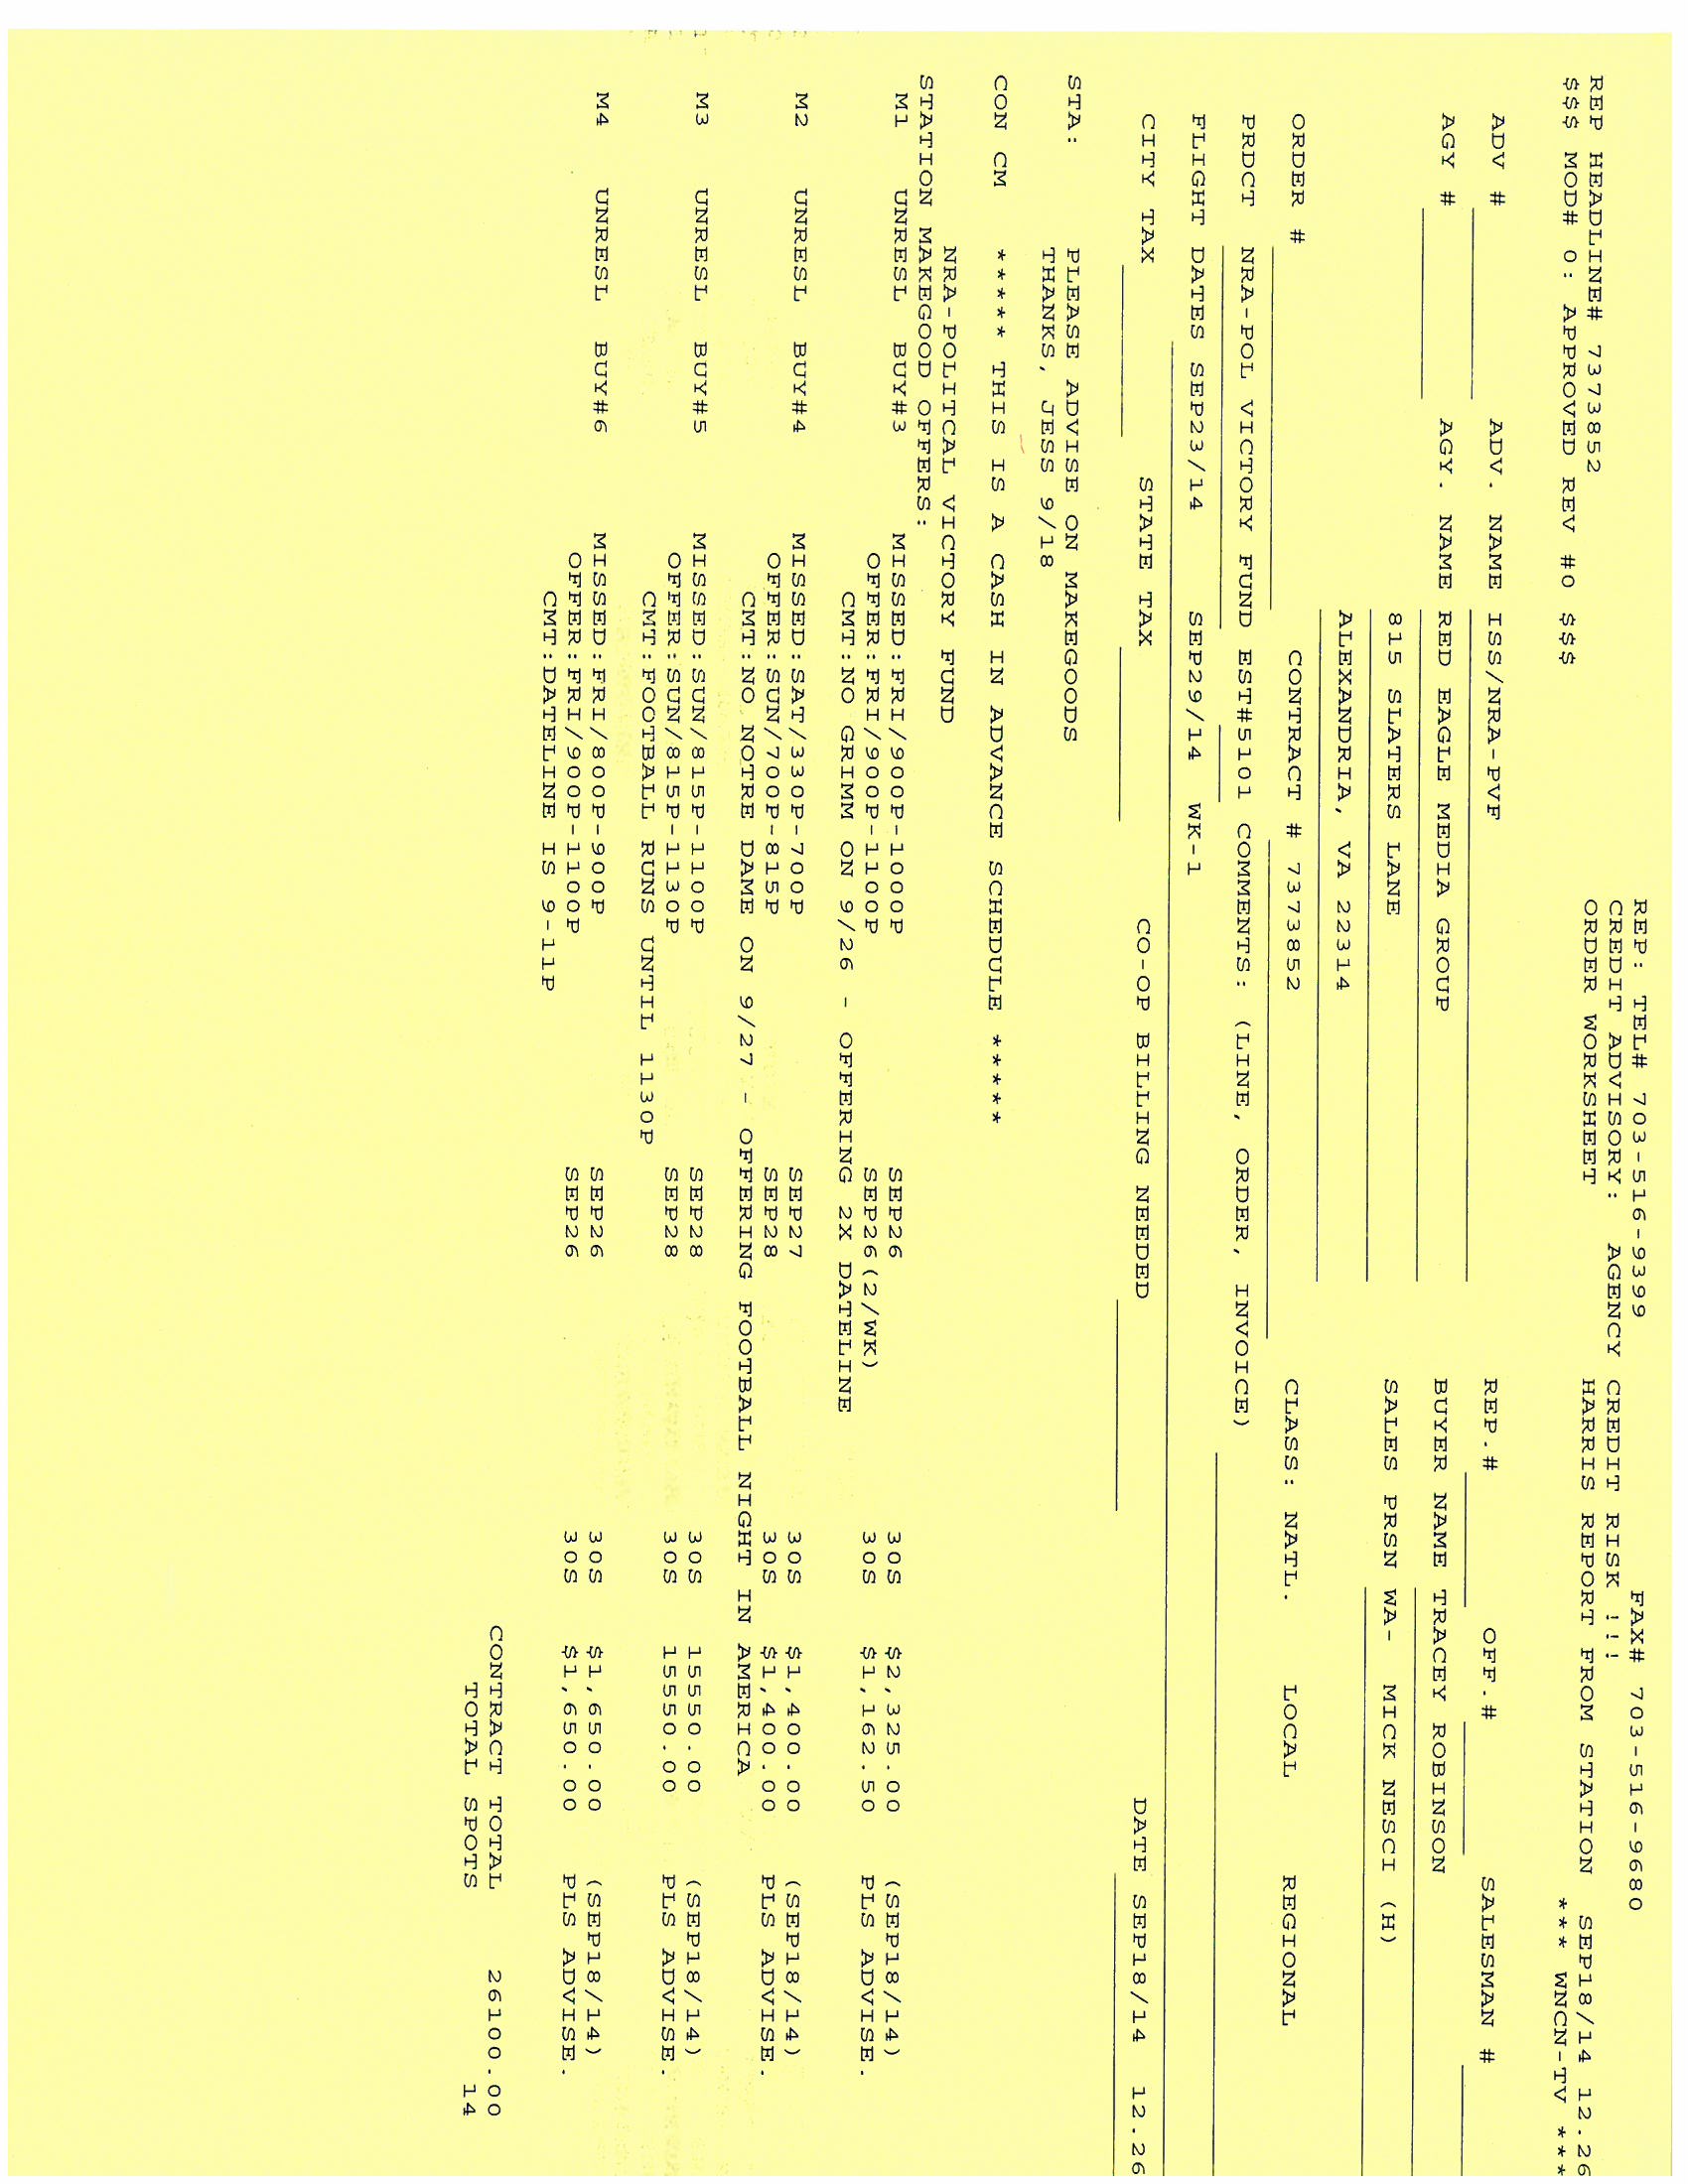 REP: TEL# 703-516-9399 FAX# 703-516-9680
CREDIT ADVISORY: AGENCY CREDIT RISK !!!
REP HEADLINE# 7373852 ORDER WORKSHEET HARRIS REPORT FROM STATION SEP18/14 12.26
$$$ MOD# 0: APPROVED REV #0 $$$ *** WNCN-TV ***
ADV # ADV. NAME ISS/NRA-PVF REP.# OFF.# SALESMAN #
AGY # AGY. NAME RED EAGLE MEDIA GROUP BUYER NAME TRACEY ROBINSON
815 SLATERS LANE SALES PRSN WA- MICK NESCI (H)
ALEXANDRIA, VA 22314
ORDER # CONTRACT # 7373852 CLASS: NATL. LOCAL REGIONAL
PRDCT NRA-POL VICTORY FUND EST#5101 COMMENTS: (LINE, ORDER, INVOICE)
FLIGHT DATES SEP23/14 SEP29/14 WK-1
CITY TAX STATE TAX CO-OP BILLING NEEDED DATE SEP18/14 12.26
STA: PLEASE ADVISE ON MAKEGOODS
THANKS, JESS 9/18
CON CM ***** THIS IS A CASH IN ADVANCE SCHEDULE *****
NRA-POLITCAL VICTORY FUND
STATION MAKEGOOD OFFERS:
M1 UNRESL BUY#3 MISSED:FRI/900P-1000P SEP26 30S $2,325.00 (SEP18/14)
OFFER:FRI/900P-1100P SEP26(2/WK) 30S $1,162.50 PLS ADVISE.
CMT:NO GRIMM ON 9/26 - OFFERING 2X DATELINE
M2 UNRESL BUY#4 MISSED:SAT/330P-700P SEP27 30S $1,400.00 (SEP18/14)
OFFER:SUN/700P-815P SEP28 30S $1,400.00 PLS ADVISE.
CMT:NO NOTRE DAME ON 9/27 - OFFERING FOOTBALL NIGHT IN AMERICA
M3 UNRESL BUY#5 MISSED:SUN/815P-1100P SEP28 30S 15550.00 (SEP18/14)
OFFER:SUN/815P-1130P SEP28 30S 15550.00 PLS ADVISE.
CMT:FOOTBALL RUNS UNTIL 1130P
M4 UNRESL BUY#6 MISSED:FRI/800P-900P SEP26 30S $1,650.00 (SEP18/14)
OFFER:FRI/900P-1100P SEP26 30S $1,650.00 PLS ADVISE.
CMT:DATELINE IS 9-11P
CONTRACT TOTAL 26100.00
TOTAL SPOTS 14